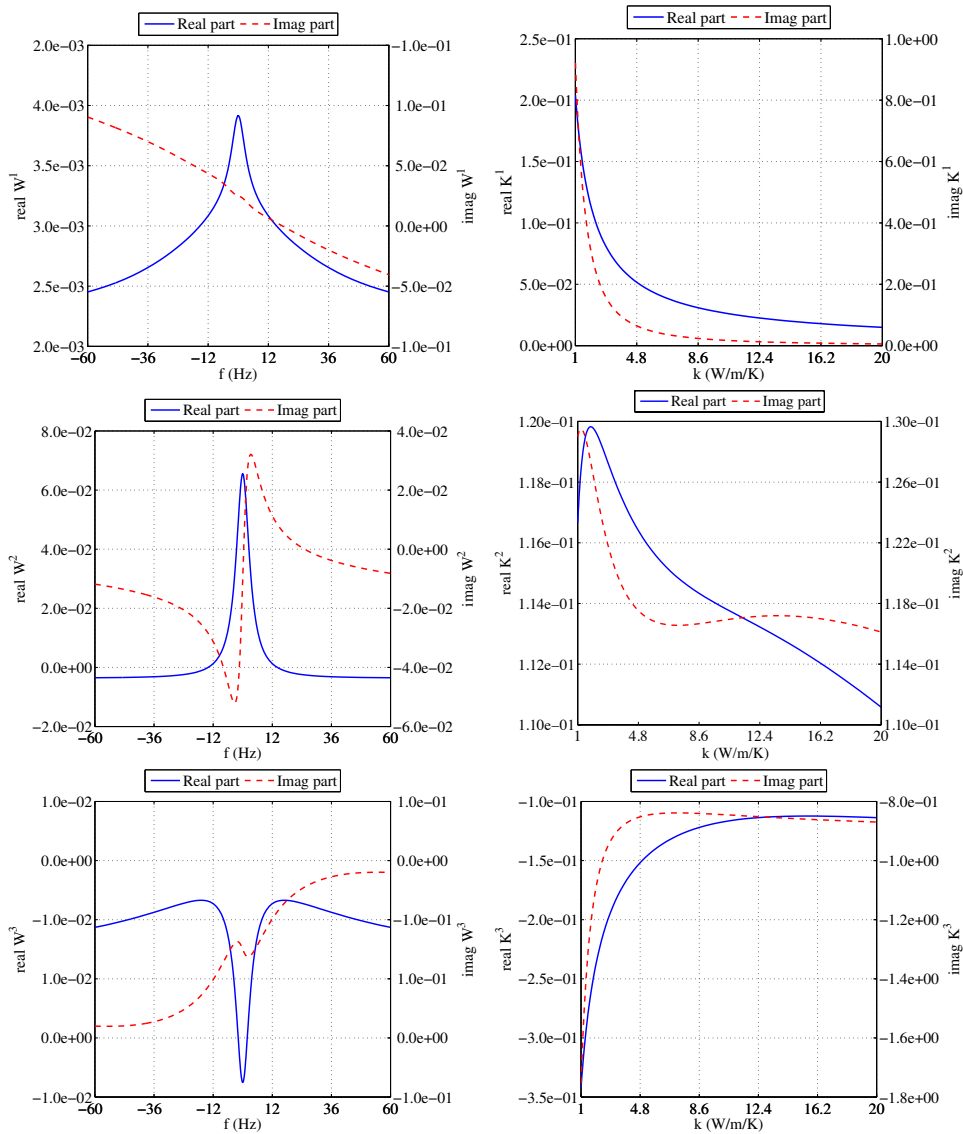 Real part Imag part
2.0e−03 −1.0e−01
4.0e−03 1.0e−01
3.5e−03 5.0e−02
3.0e−03 0.0e+00
2.5e−03 −5.0e−02
2.0e−03 −1.0e−01
real W1
imag W1
−60 −36 −12 12 36 60
f (Hz)
Real part Imag part
2.5e−01 1.0e+00
2.0e−01 8.0e−01
1.5e−01 6.0e−01
1.0e−01 4.0e−01
5.0e−02 2.0e−01
0.0e+00 0.0e+00
real K1
imag K1
1 4.8 8.6 12.4 16.2 20
k (W/m/K)
Real part Imag part
8.0e−02 4.0e−02
6.0e−02 2.0e−02
4.0e−02 0.0e+00
2.0e−02 −2.0e−02
0.0e+00 −4.0e−02
−2.0e−02 −6.0e−02
real W2
imag W2
−60 −36 −12 12 36 60
f (Hz)
Real part Imag part
1.20e−01 1.30e−01
1.18e−01 1.26e−01
1.16e−01 1.21e−01
1.14e−01 1.18e−01
1.12e−01 1.14e−01
1.10e−01 1.10e−01
real K2
imag K2
1 4.8 8.6 12.4 16.2 20
k (W/m/K)
Real part Imag part
1.0e−02 1.0e−01
0.0e+00 0.0e+00
−1.0e−02 −1.0e−01
1.0e−02 1.0e−01
0.0e+00 0.0e+00
−1.0e−02 −1.0e−01
real W3
imag W3
−60 −36 −12 12 36 60
f (Hz)
Real part Imag part
−1.0e−01 −8.0e−01
−1.5e−01 −1.0e+00
−2.0e−01 −1.2e+00
−2.5e−01 −1.4e+00
−3.0e−01 −1.6e+00
−3.5e−01 −1.8e+00
real K3
imag K3
1 4.8 8.6 12.4 16.2 20
k (W/m/K)